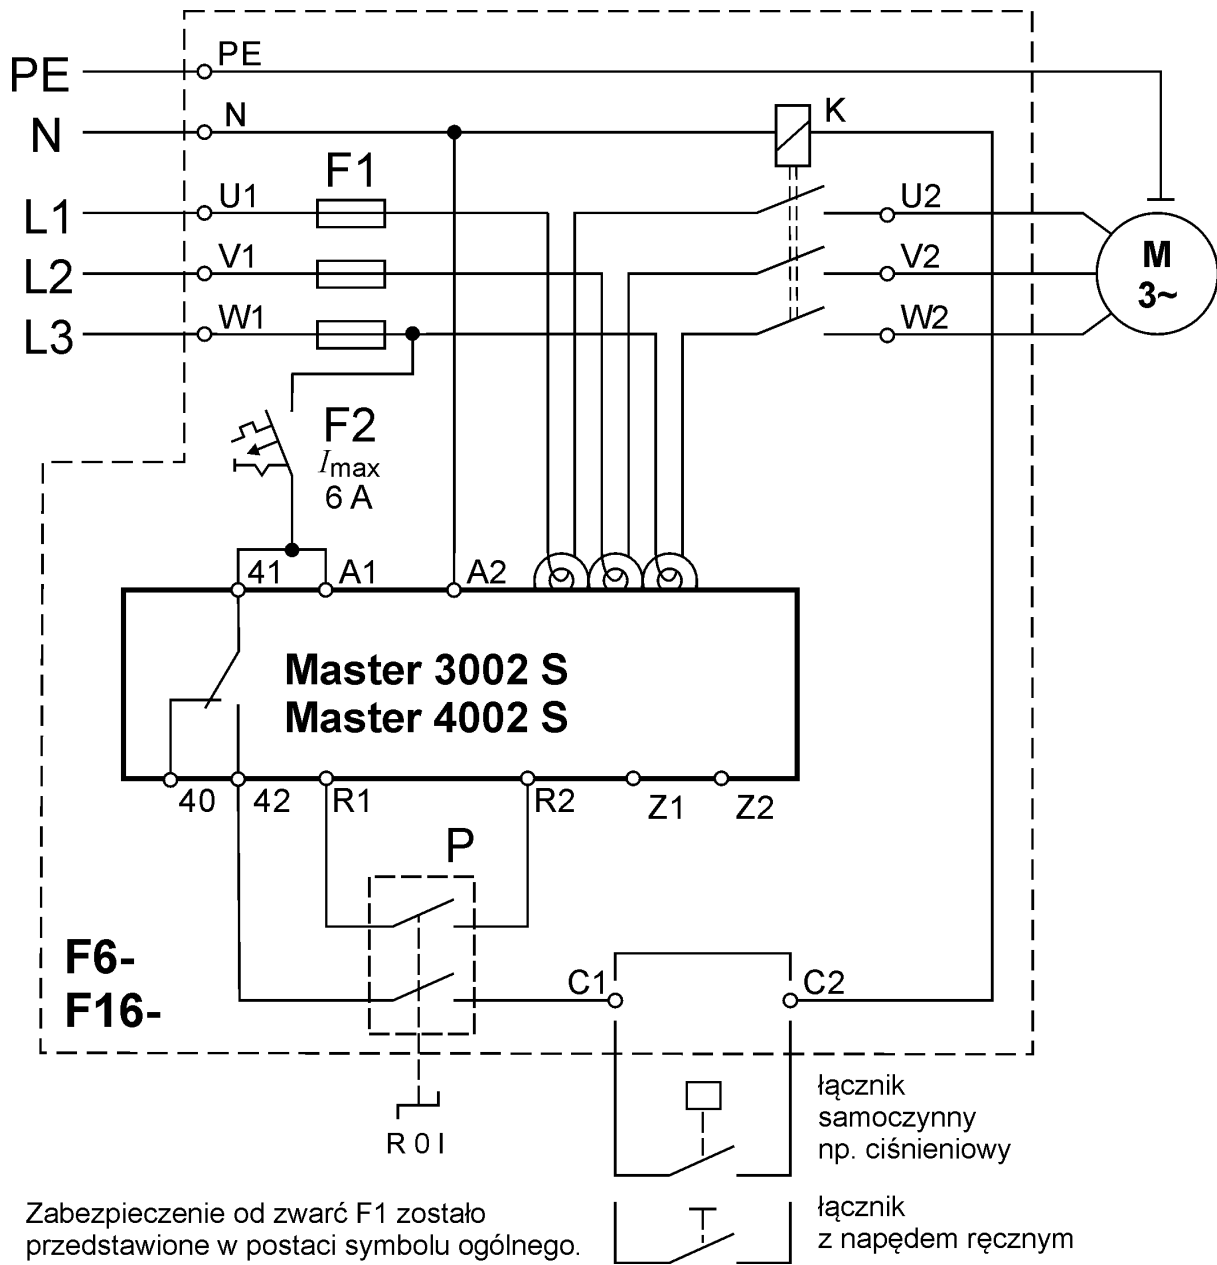 PE
PE
N
N
K
F1
L1
U1
U2
L2
V1
V2
M
3~
L3
W1
W2
F2
Imax
6 A
41
A1
A2
Master 3002 S
Master 4002 S
40
42
R1
R2
Z1
Z2
P
F6-
F16-
C1
C2
R 0 I
łącznik
samoczynny
np. ciśnieniowy
łącznik
z napędem ręcznym
Zabezpieczenie od zwarć F1 zostało
przedstawione w postaci symbolu ogólnego.